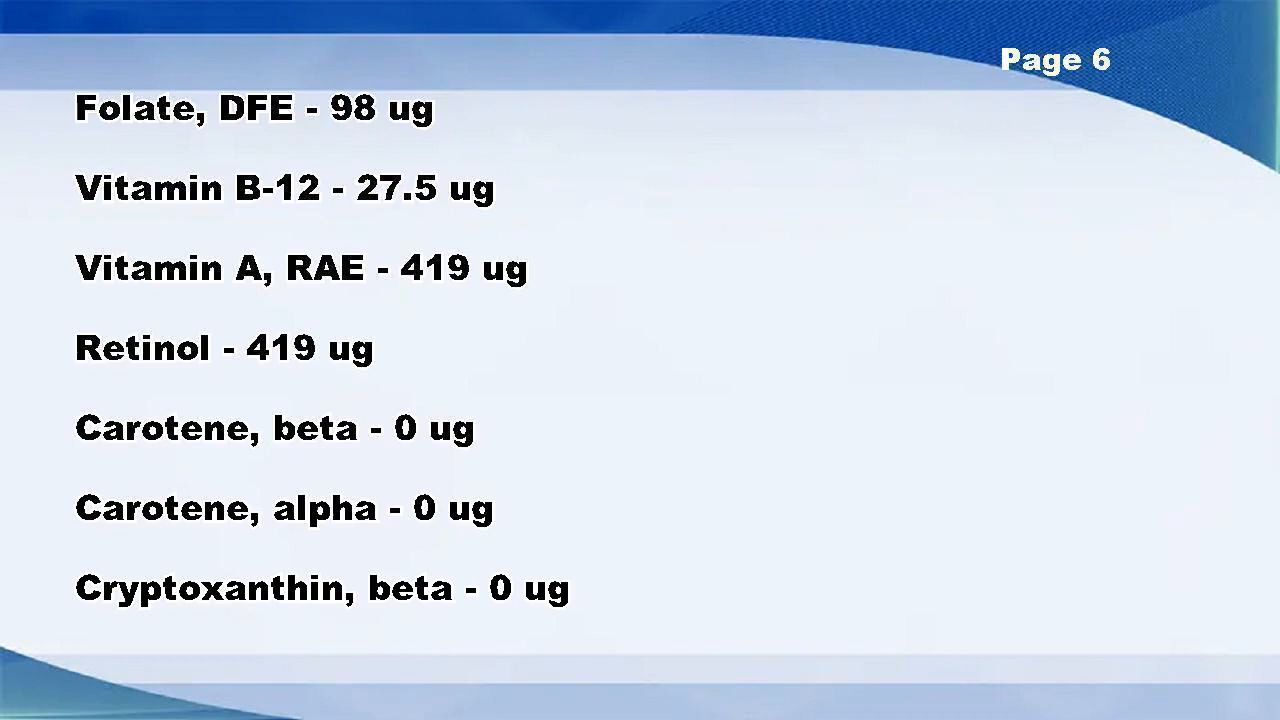 Page 6
Folate, DFE - 98 ug
Vitamin B-12 - 27.5 ug
Vitamin A, RAE - 419 ug
Retinol - 419 ug
Carotene, beta - 0 ug
Carotene, alpha - 0 ug
Cryptoxanthin, beta - 0 ug